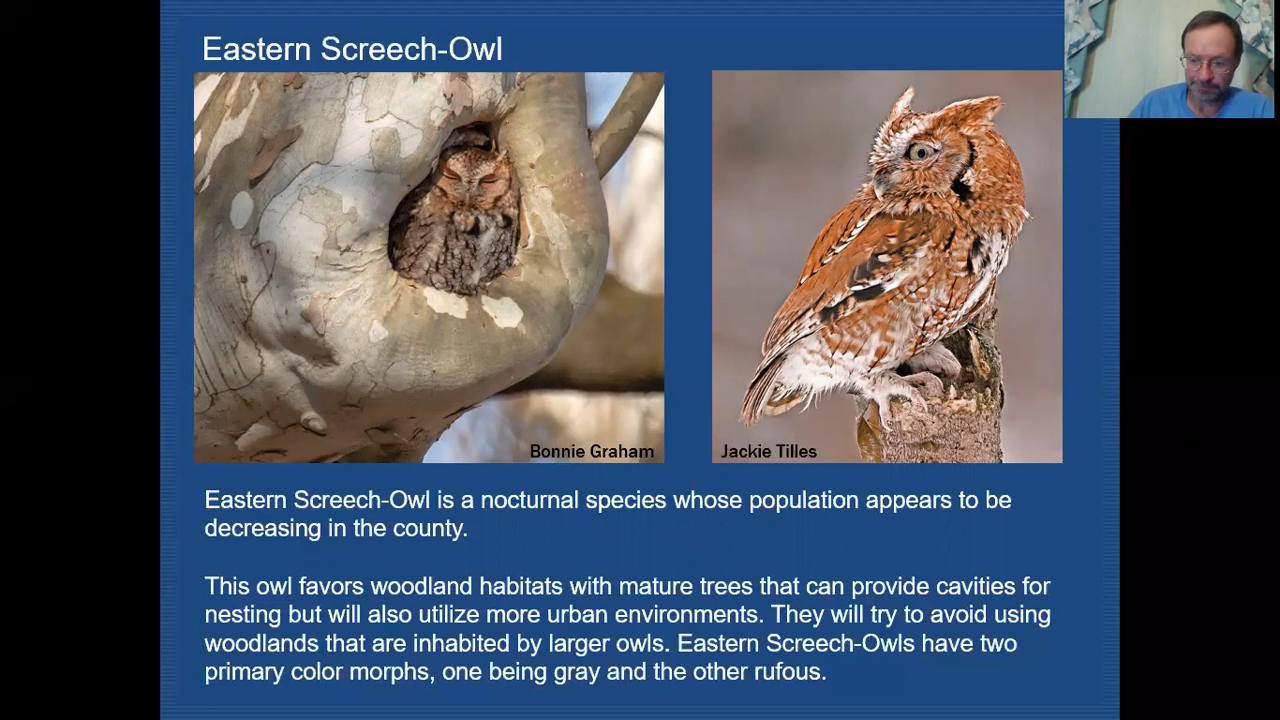 Eastern Screech-Owl
Bonnie Graham
Jackie Tilles
Eastern Screech-Owl is a nocturnal species whose population appears to be
decreasing in the county.
This owl favors woodland habitats with mature trees that can provide cavities for
nesting but will also utilize more urban environments. They will try to avoid using
woodlands that are inhabited by larger owls. Eastern Screech-Owls have two
primary color morphs, one being gray and the other rufous.